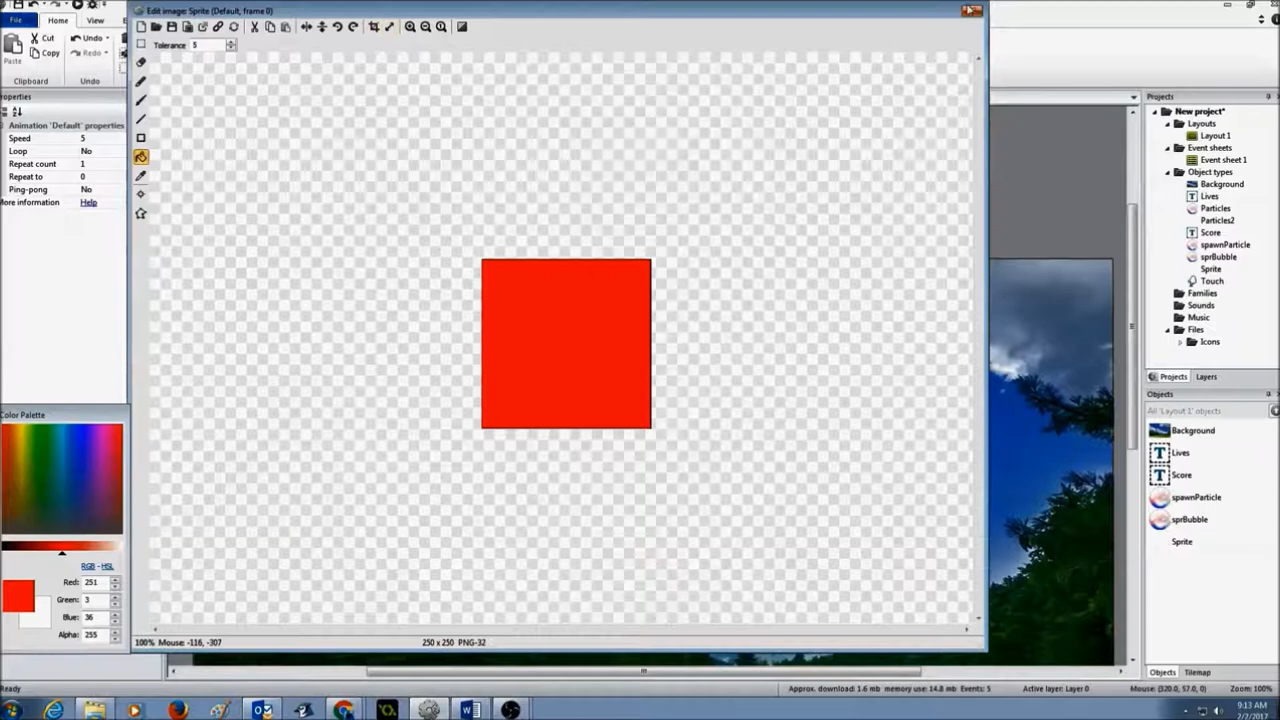 Edit image: Sprite (Default, frame 0)
File
Home
View
Cut
Copy
Paste
Clipboard
Undo
Redo
Undo
Tolerance 5
Properties
Animation 'Default' properties
Speed 5
Loop No
Repeat count 1
Repeat to 0
Ping-pong No
More information Help
Color Palette
RGB - HSL
Red: 251
Green: 3
Blue: 36
Alpha: 255
100% Mouse: -116, -307
250 x 250 PNG-32
Projects
New project*
Layouts
Layout 1
Event sheets
Event sheet 1
Object types
Background
T Lives
Particles
Particles2
T Score
spawnParticle
sprBubble
Sprite
Touch
Families
Sounds
Music
Files
Icons
Projects Layers
Objects
All 'Layout 1' objects
Background
T Lives
T Score
spawnParticle
sprBubble
Sprite
Objects Tilemap
Ready
Approx. download: 1.6 mb memory use: 14.8 mb Events: 5
Active layer: Layer 0
Mouse: (320.0, 57.0, 0)
Zoom: 100%
9:13 AM
2/2/2017